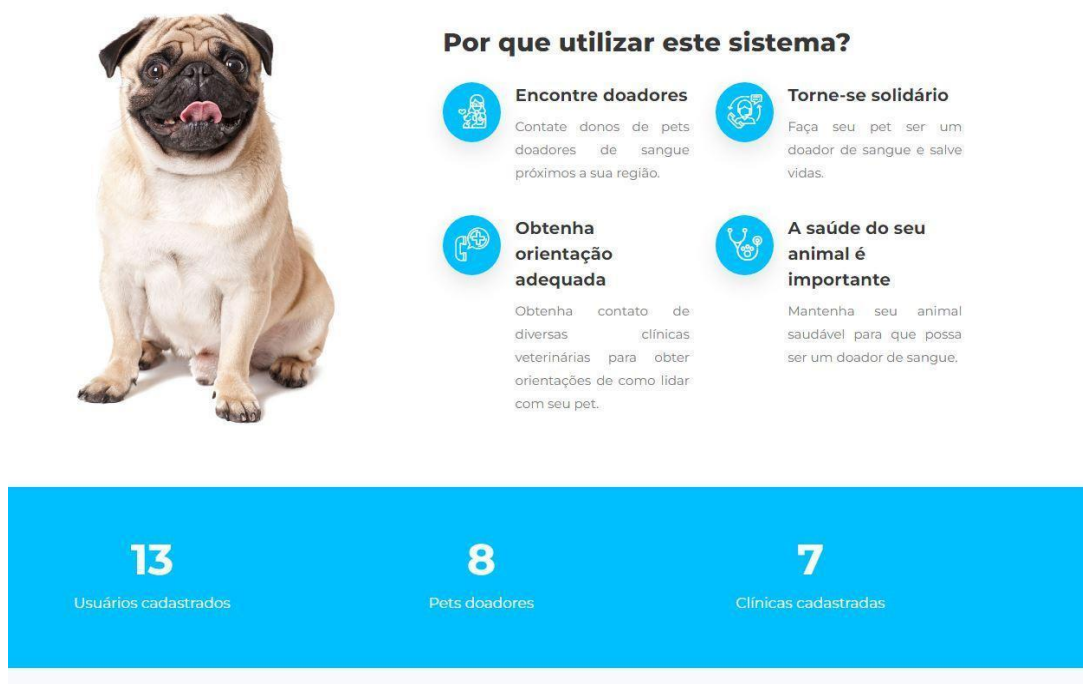 Por que utilizar este sistema?
Encontre doadores
Contate donos de pets
doadores de sangue
próximos a sua região.
Torne-se solidário
Faça seu pet ser um
doador de sangue e salve
vidas.
Obtenha
orientação
adequada
Obtenha contato de
diversas clínicas
veterinárias para obter
orientações de como lidar
com seu pet.
A saúde do seu
animal é
importante
Mantenha seu animal
saudável para que possa
ser um doador de sangue.
13
Usuários cadastrados
8
Pets doadores
7
Clínicas cadastradas